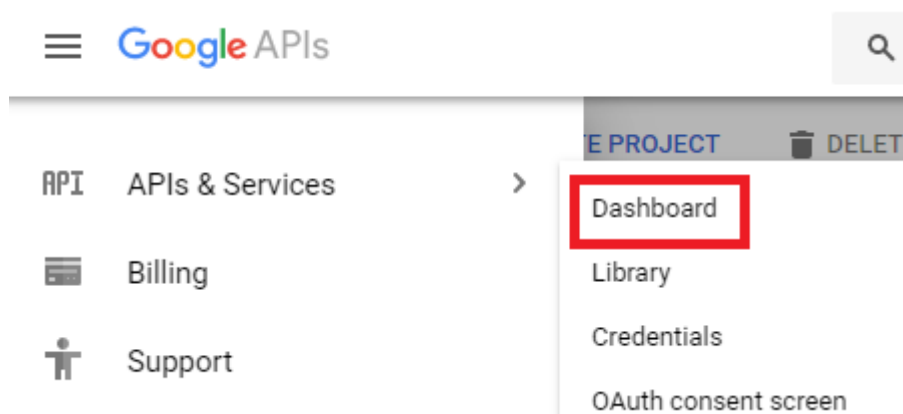 Google APIs
E PROJECT DELET
API APIs & Services
Dashboard
Library
Billing
Credentials
Support
OAuth consent screen